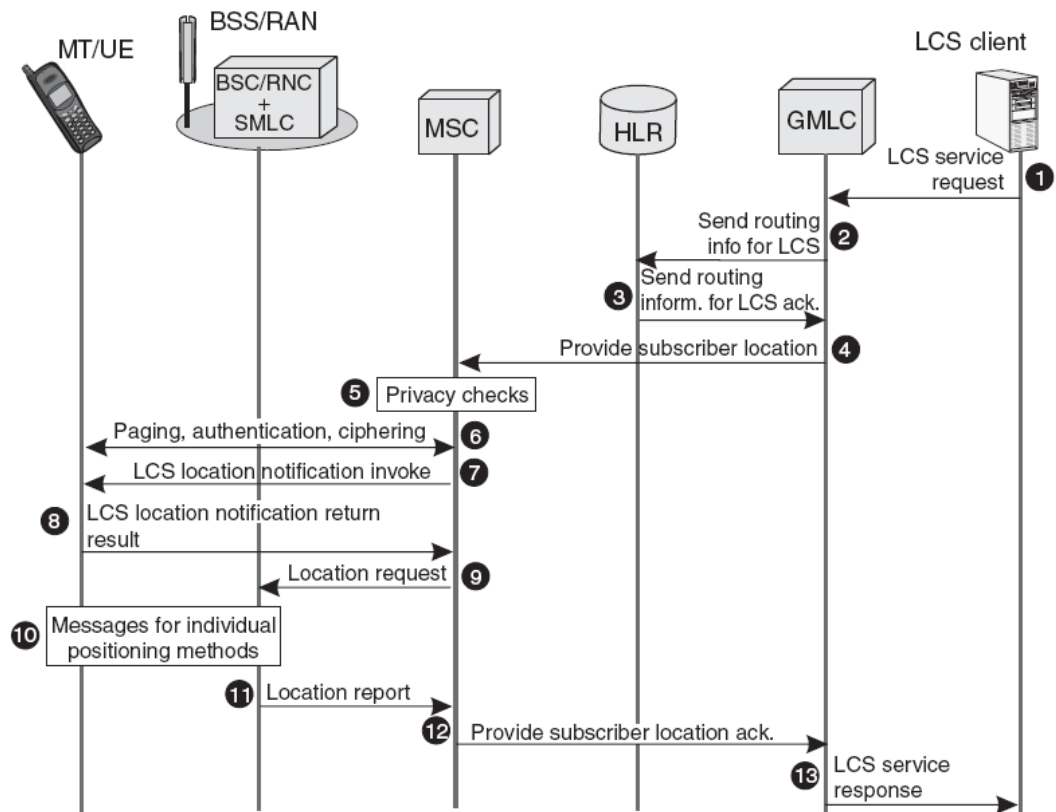 BSS/RAN
MT/UE
LCS client
BSC/RNC
+
SMLC
MSC
HLR
GMLC
LCS service
request
1
Send routing
info for LCS
2
3
Send routing
inform. for LCS ack.
Provide subscriber location
4
5
Privacy checks
Paging, authentication, ciphering
6
LCS location notification invoke
7
8
LCS location notification return
result
Location request
9
10
Messages for individual
positioning methods
11
Location report
12
Provide subscriber location ack.
13
LCS service
response